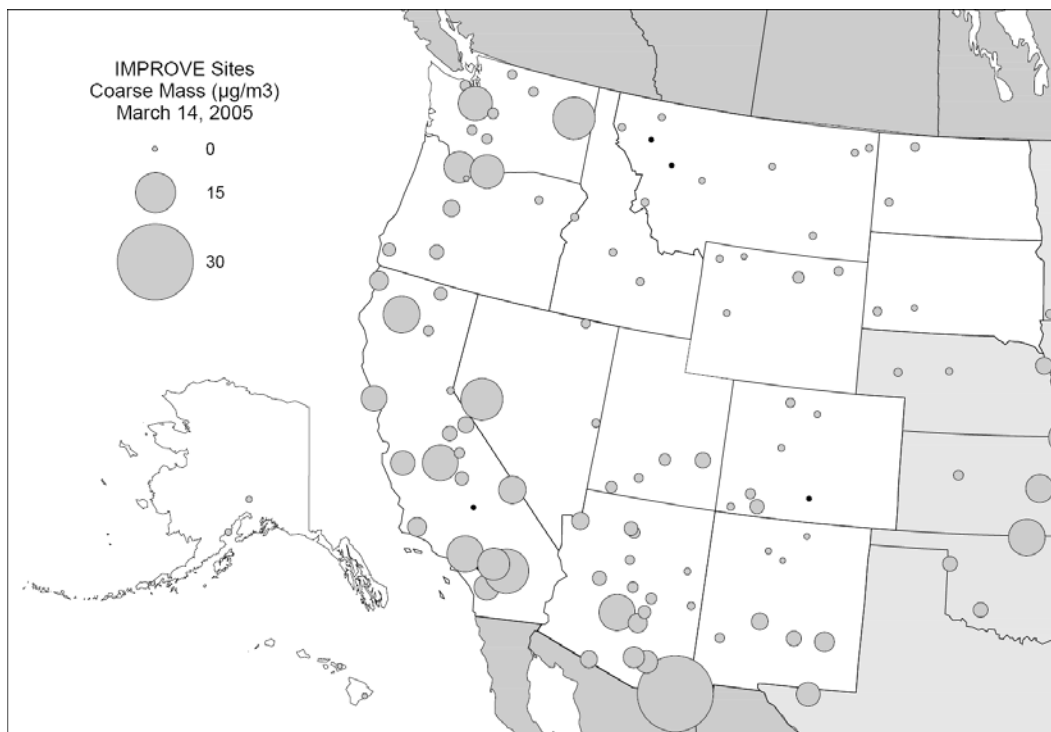 IMPROVE Sites
Coarse Mass (µg/m3)
March 14, 2005
0
15
30